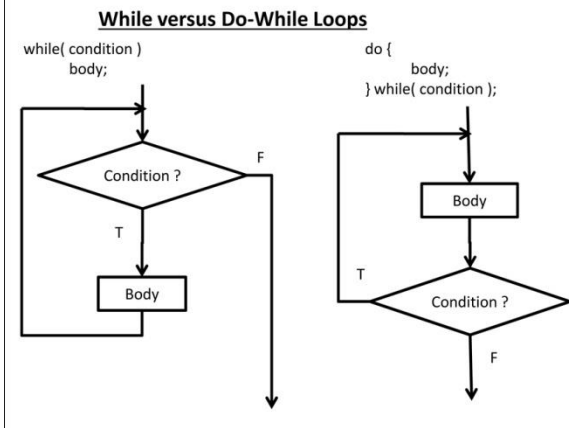 While versus Do-While Loops
while( condition )
body;
Condition ?
F
T
Body
do {
body;
} while( condition );
Body
T
Condition ?
F